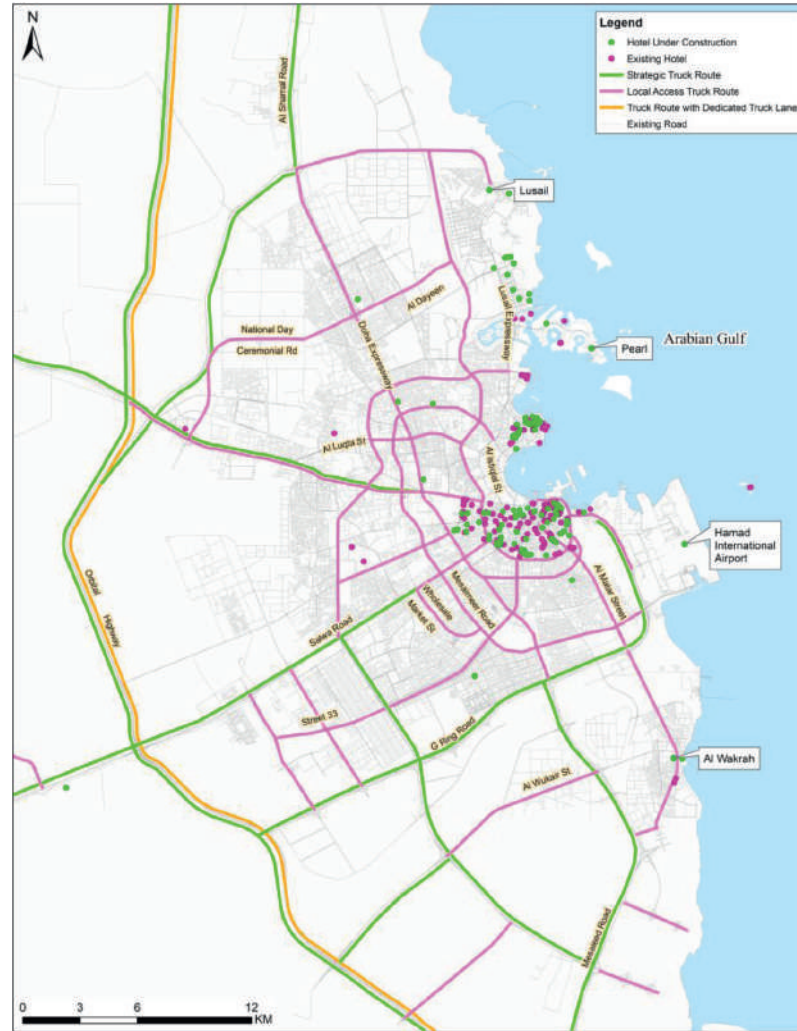 N
Legend
Hotel Under Construction
Existing Hotel
Strategic Truck Route
Local Access Truck Route
Truck Route with Dedicated Truck Lane
Existing Road
Al Shamal Road
Lusail
Al Dayeen
Lusail Expressway
National Day
Ceremonial Rd
Doha Expressway
Pearl
Arabian Gulf
Al Luqta St
Al Istiqlal St
Hamad
International
Airport
Orbital
Highway
Al Matar Street
Mesaimeer Road
Wholesale
Market St
Salwa Road
Street 33
G Ring Road
Al Wakrah
Al Wukair St
Mesaieed Road
0 3 6 12
KM